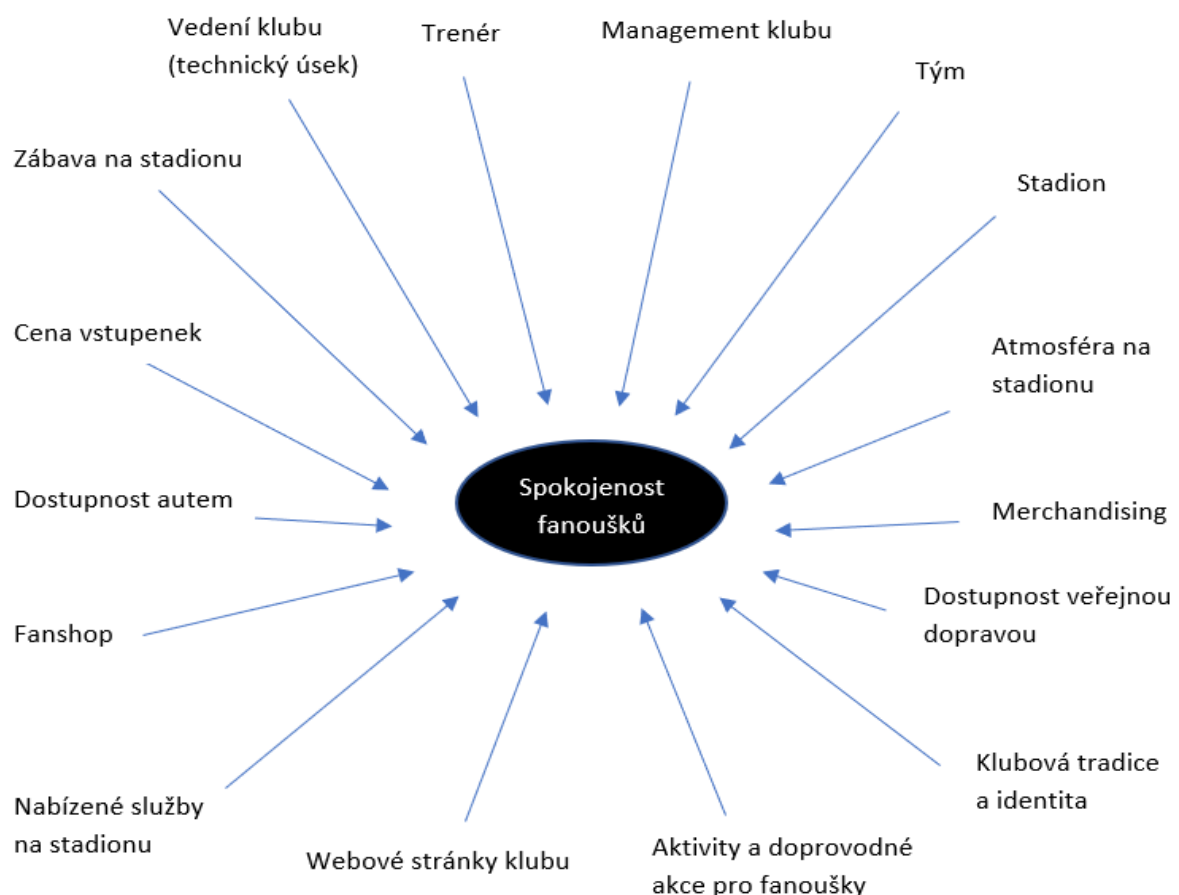 Vedení klubu
(technický úsek)
Trenér
Management klubu
Tým
Zábava na stadionu
Stadion
Cena vstupenek
Atmosféra na
stadionu
Spokojenost
fanoušků
Dostupnost autem
Merchandising
Fanshop
Dostupnost veřejnou
dopravou
Klubová tradice
a identita
Nabízené služby
na stadionu
Webové stránky klubu
Aktivity a doprovodné
akce pro fanoušky